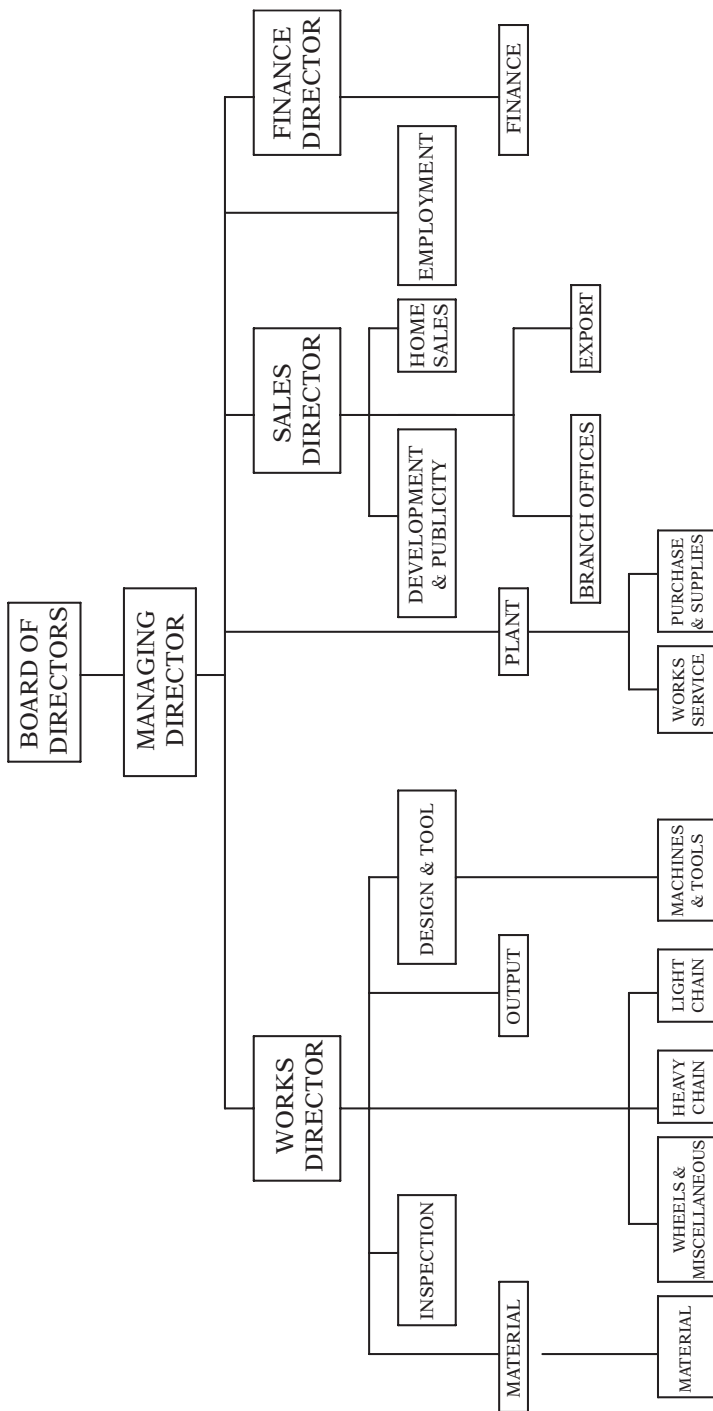 BOARD OF
DIRECTORS
MANAGING
DIRECTOR
WORKS
DIRECTOR
SALES
DIRECTOR
FINANCE
DIRECTOR
INSPECTION
DESIGN & TOOL
DEVELOPMENT
& PUBLICITY
HOME
SALES
EMPLOYMENT
MATERIAL
OUTPUT
PLANT
FINANCE
BRANCH OFFICES
EXPORT
MATERIAL
WHEELS &
MISCELLANEOUS
HEAVY
CHAIN
LIGHT
CHAIN
MACHINES
& TOOLS
WORKS
SERVICE
PURCHASE
& SUPPLIES